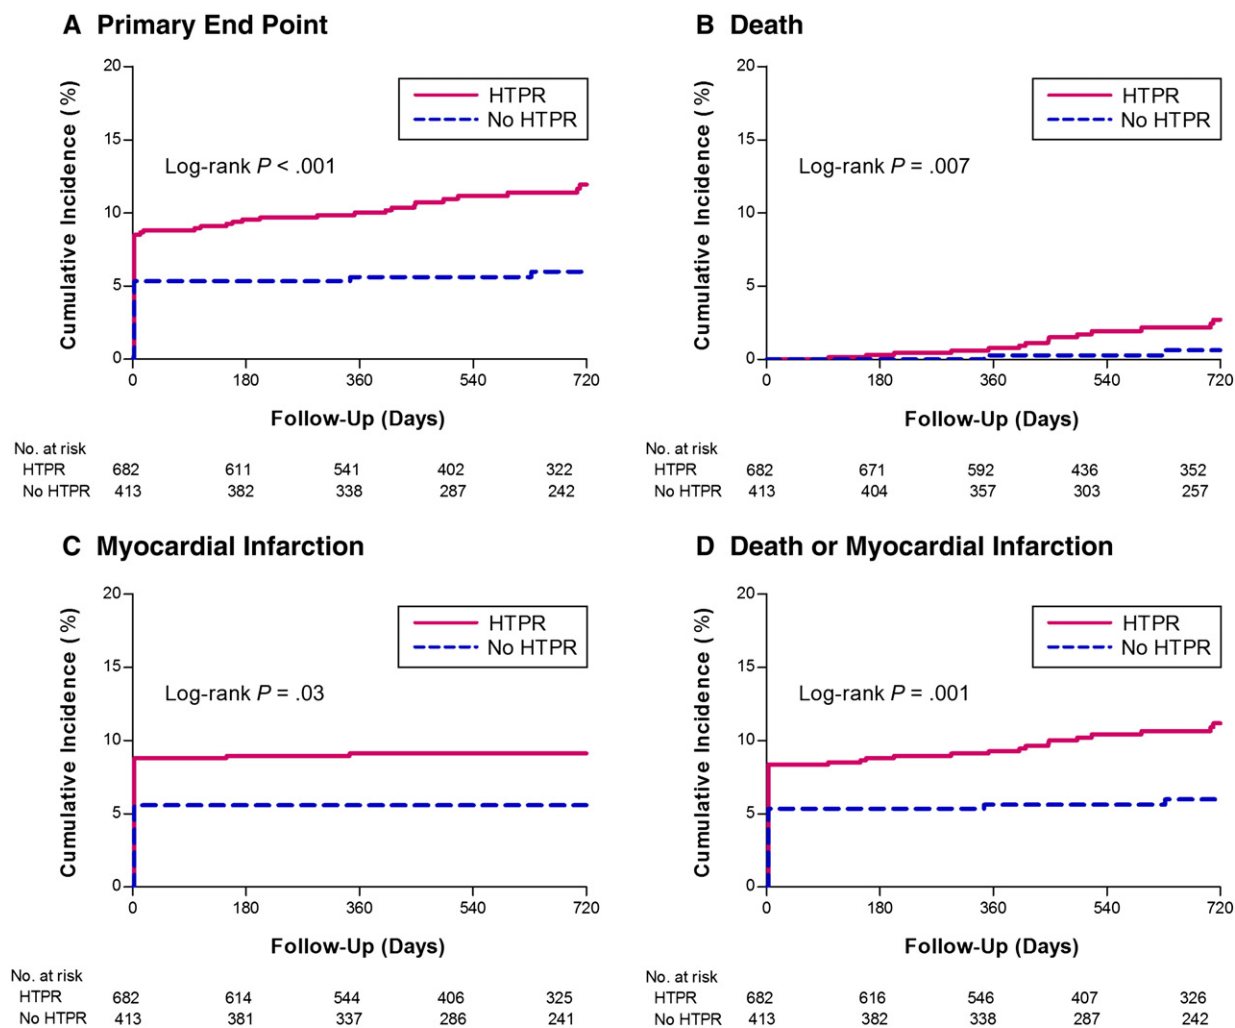 A Primary End Point
Cumulative Incidence (%)
20
15
10
5
0
HTPR
No HTPR
Log-rank P < .001
0 180 360 540 720
Follow-Up (Days)
No. at risk
HTPR 682 611 541 402 322
No HTPR 413 382 338 287 242
B Death
Cumulative Incidence (%)
20
15
10
5
0
HTPR
No HTPR
Log-rank P = .007
0 180 360 540 720
Follow-Up (Days)
No. at risk
HTPR 682 671 592 436 352
No HTPR 413 404 357 303 257
C Myocardial Infarction
Cumulative Incidence (%)
20
15
10
5
0
HTPR
No HTPR
Log-rank P = .03
0 180 360 540 720
Follow-Up (Days)
No. at risk
HTPR 682 614 544 406 325
No HTPR 413 381 337 286 241
D Death or Myocardial Infarction
Cumulative Incidence (%)
20
15
10
5
0
HTPR
No HTPR
Log-rank P = .001
0 180 360 540 720
Follow-Up (Days)
No. at risk
HTPR 682 616 546 407 326
No HTPR 413 382 338 287 242